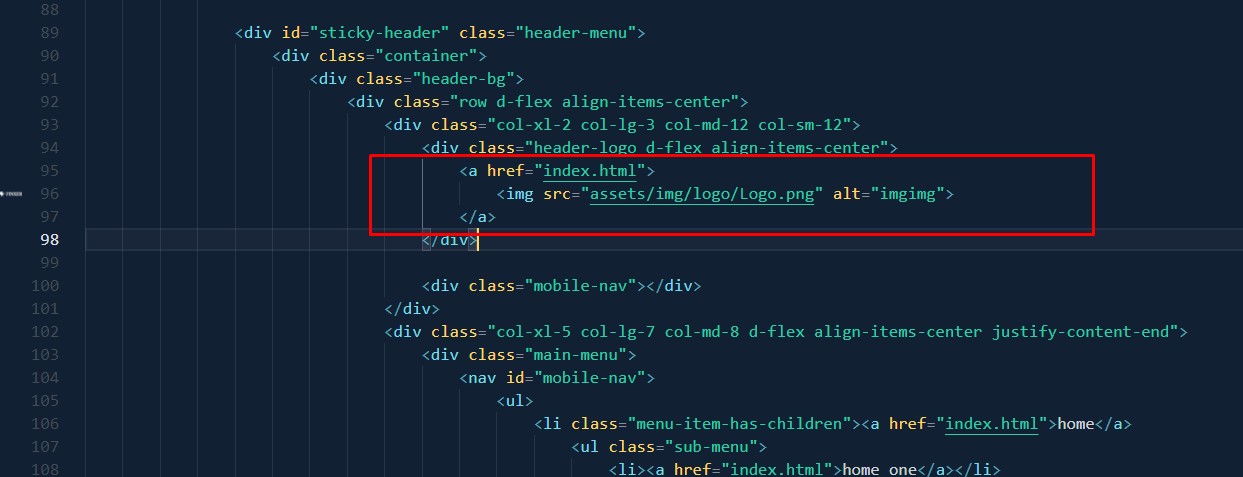 88
89 <div id="sticky-header" class="header-menu">
90 <div class="container">
91 <div class="header-bg">
92 <div class="row d-flex align-items-center">
93 <div class="col-xl-2 col-lg-3 col-md-12 col-sm-12">
94 <div class="header-logo d-flex align-items-center">
95 <a href="index.html">
96 <img src="assets/img/logo/Logo.png" alt="imgimg">
97 </a>
98 </div>
99
100 <div class="mobile-nav"></div>
101 </div>
102 <div class="col-xl-5 col-lg-7 col-md-8 d-flex align-items-center justify-content-end">
103 <div class="main-menu">
104 <nav id="mobile-nav">
105 <ul>
106 <li class="menu-item-has-children"><a href="index.html">home</a>
107 <ul class="sub-menu">
108 <li><a href="index.html">home one</a></li>